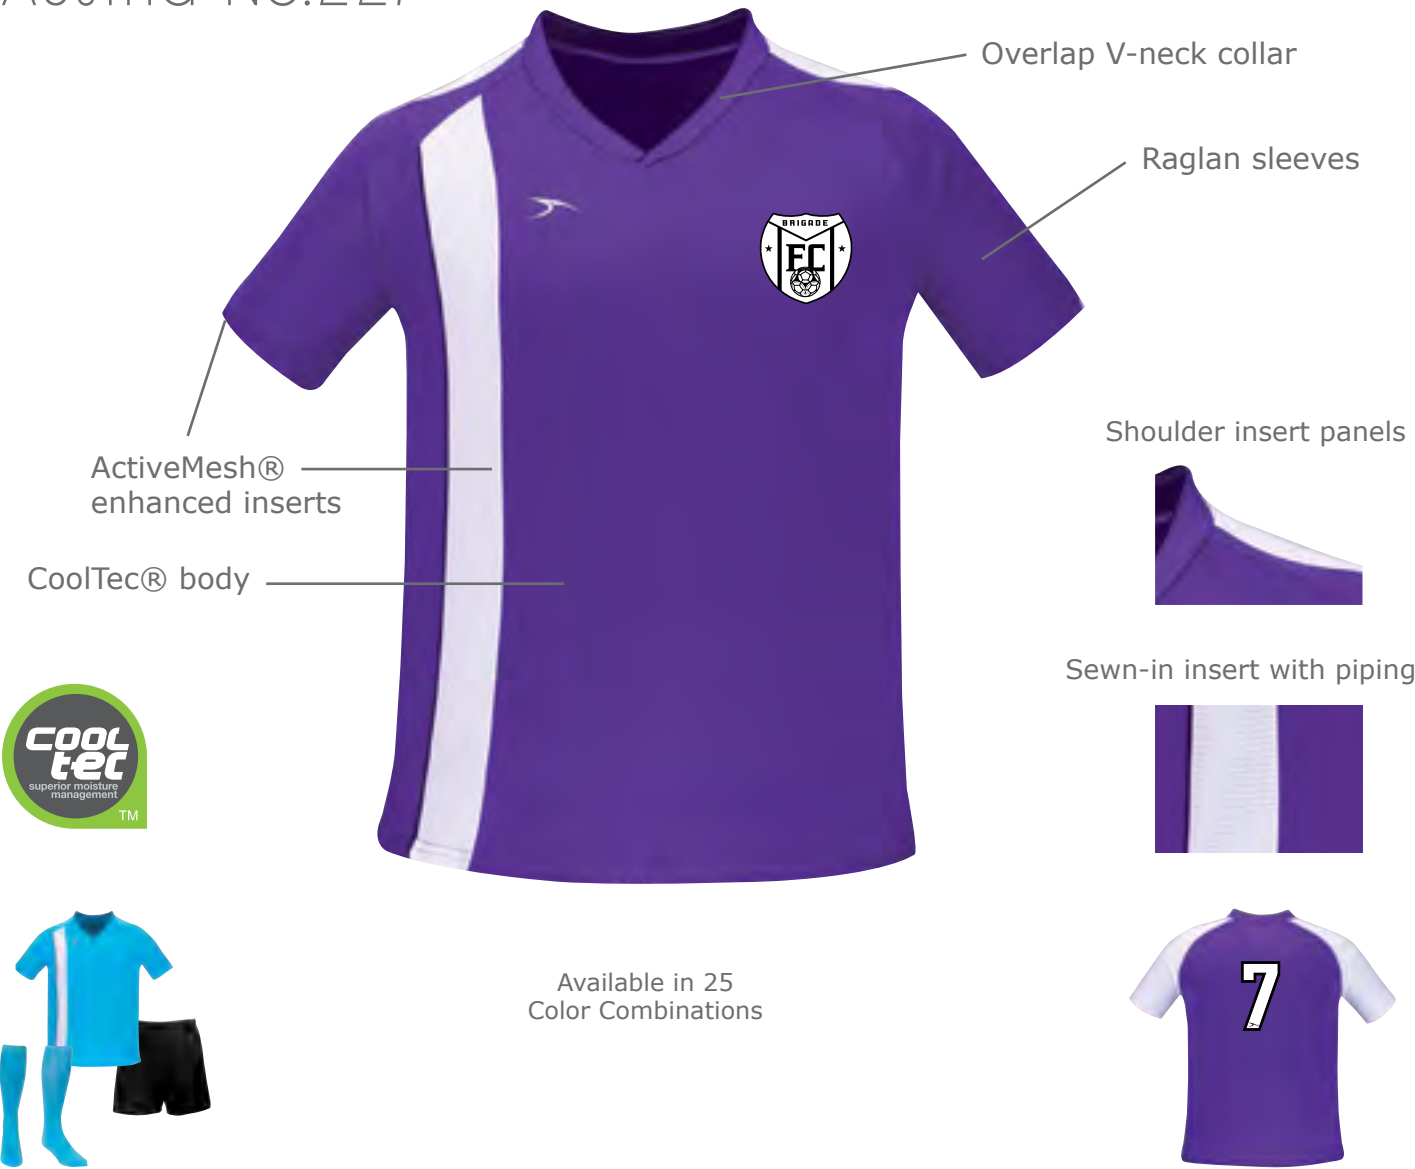 Overlap V-neck collar
Raglan sleeves
BRIGADE
FC
Shoulder insert panels
ActiveMesh®
enhanced inserts
CoolTec® body
Sewn-in insert with piping
COOL
tec
superior moisture
management
TM
Available in 25
Color Combinations
7